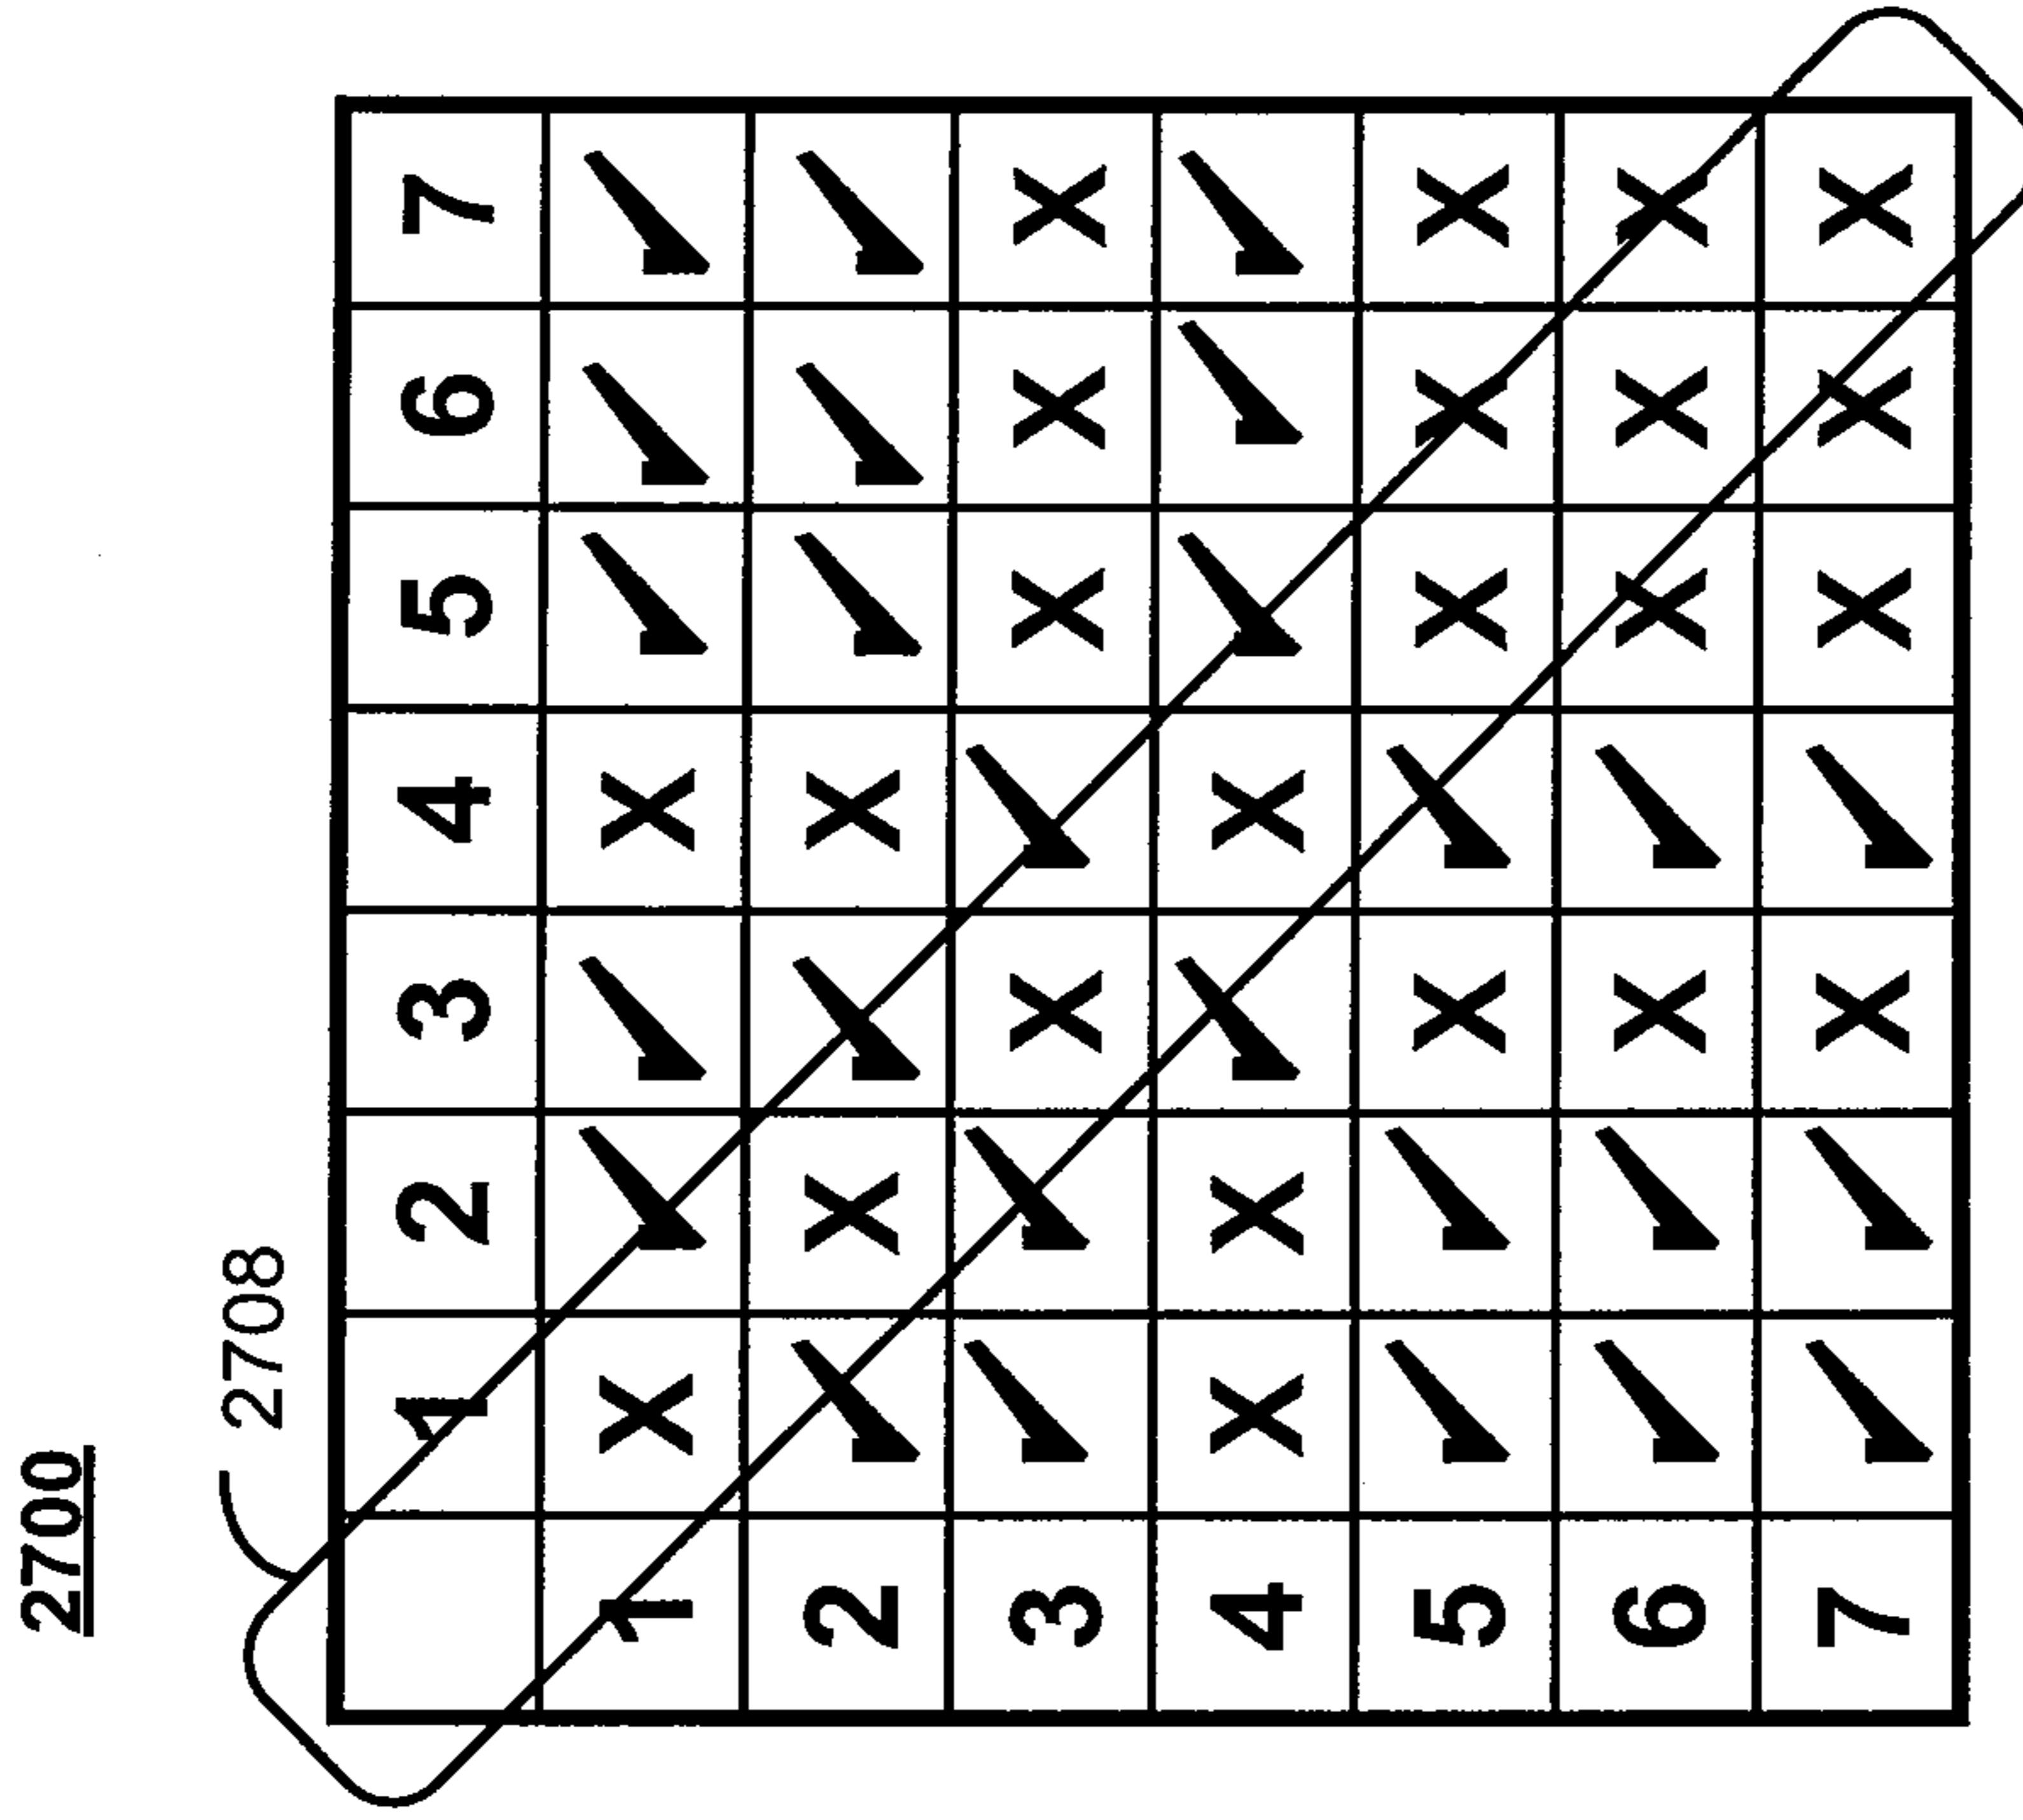 2700
2708
1 2 3 4 5 6 7
1 X ✓ ✓ X ✓ ✓ ✓
2 ✓ X ✓ X ✓ ✓ ✓
3 ✓ ✓ X ✓ X X X
4 X X ✓ X ✓ ✓ ✓
5 ✓ ✓ X ✓ X X X
6 ✓ ✓ X ✓ X X X
7 ✓ ✓ X ✓ X X X